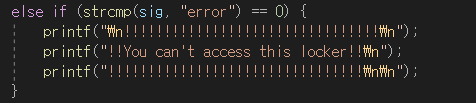 else if (strcmp(sig, "error") == 0) {
printf("₩n!!!!!!!!!!!!!!!!!!!!!!!!!!!!!!!!₩n");
printf("!!You can't access this locker!!₩n");
printf("!!!!!!!!!!!!!!!!!!!!!!!!!!!!!!!!₩n₩n");
}